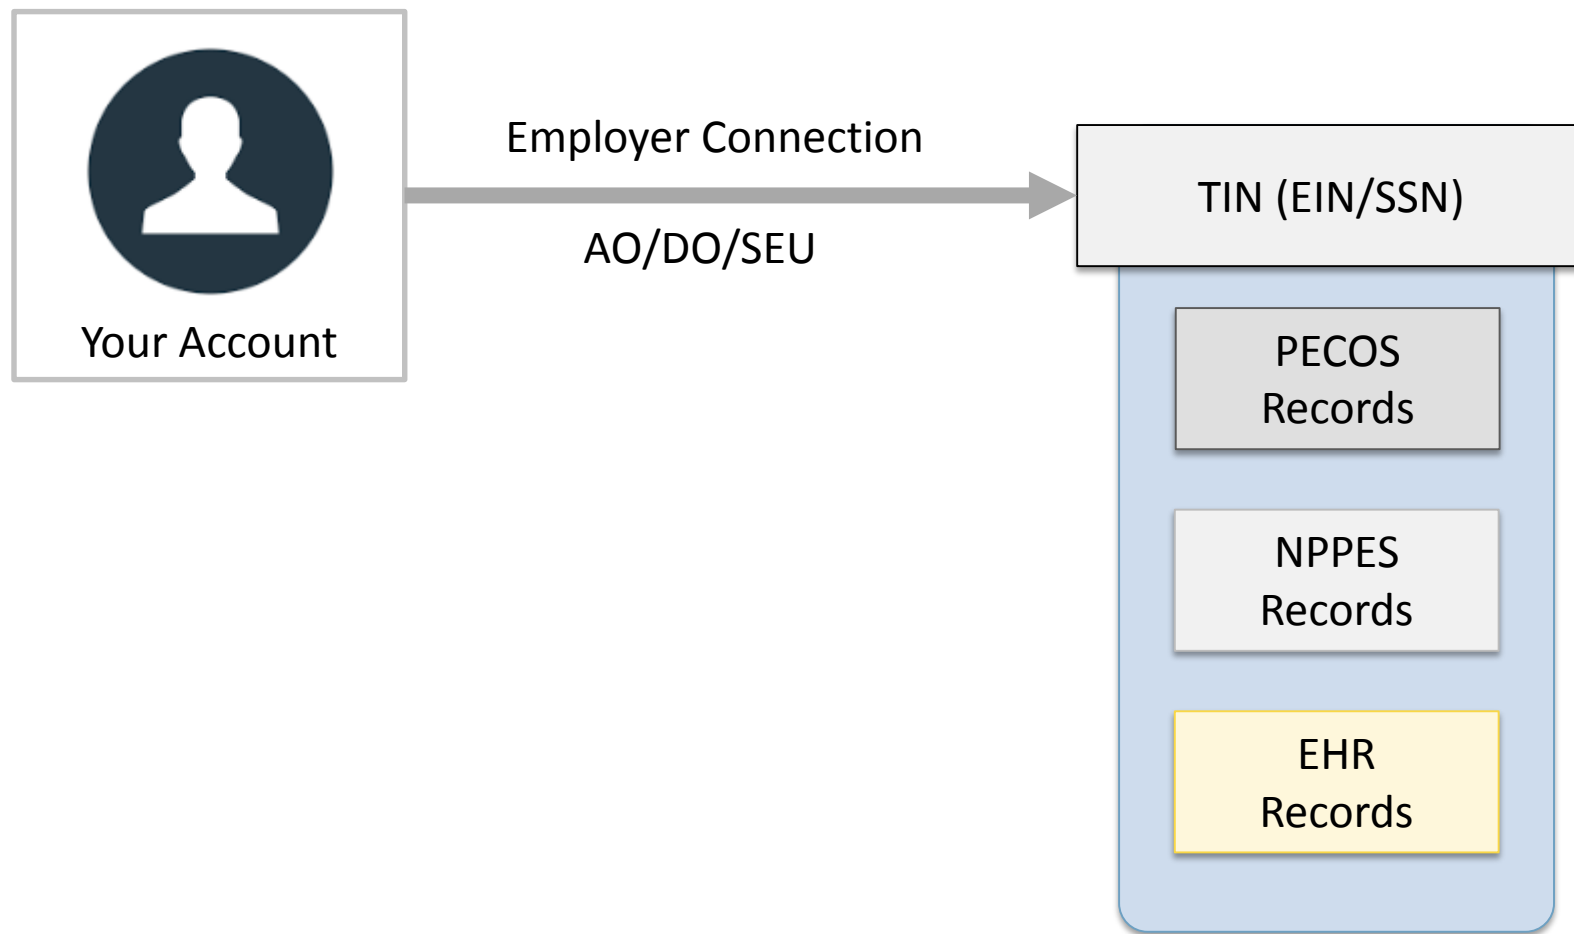 Your Account
Employer Connection
AO/DO/SEU
TIN (EIN/SSN)
PECOS
Records
NPPES
Records
EHR
Records